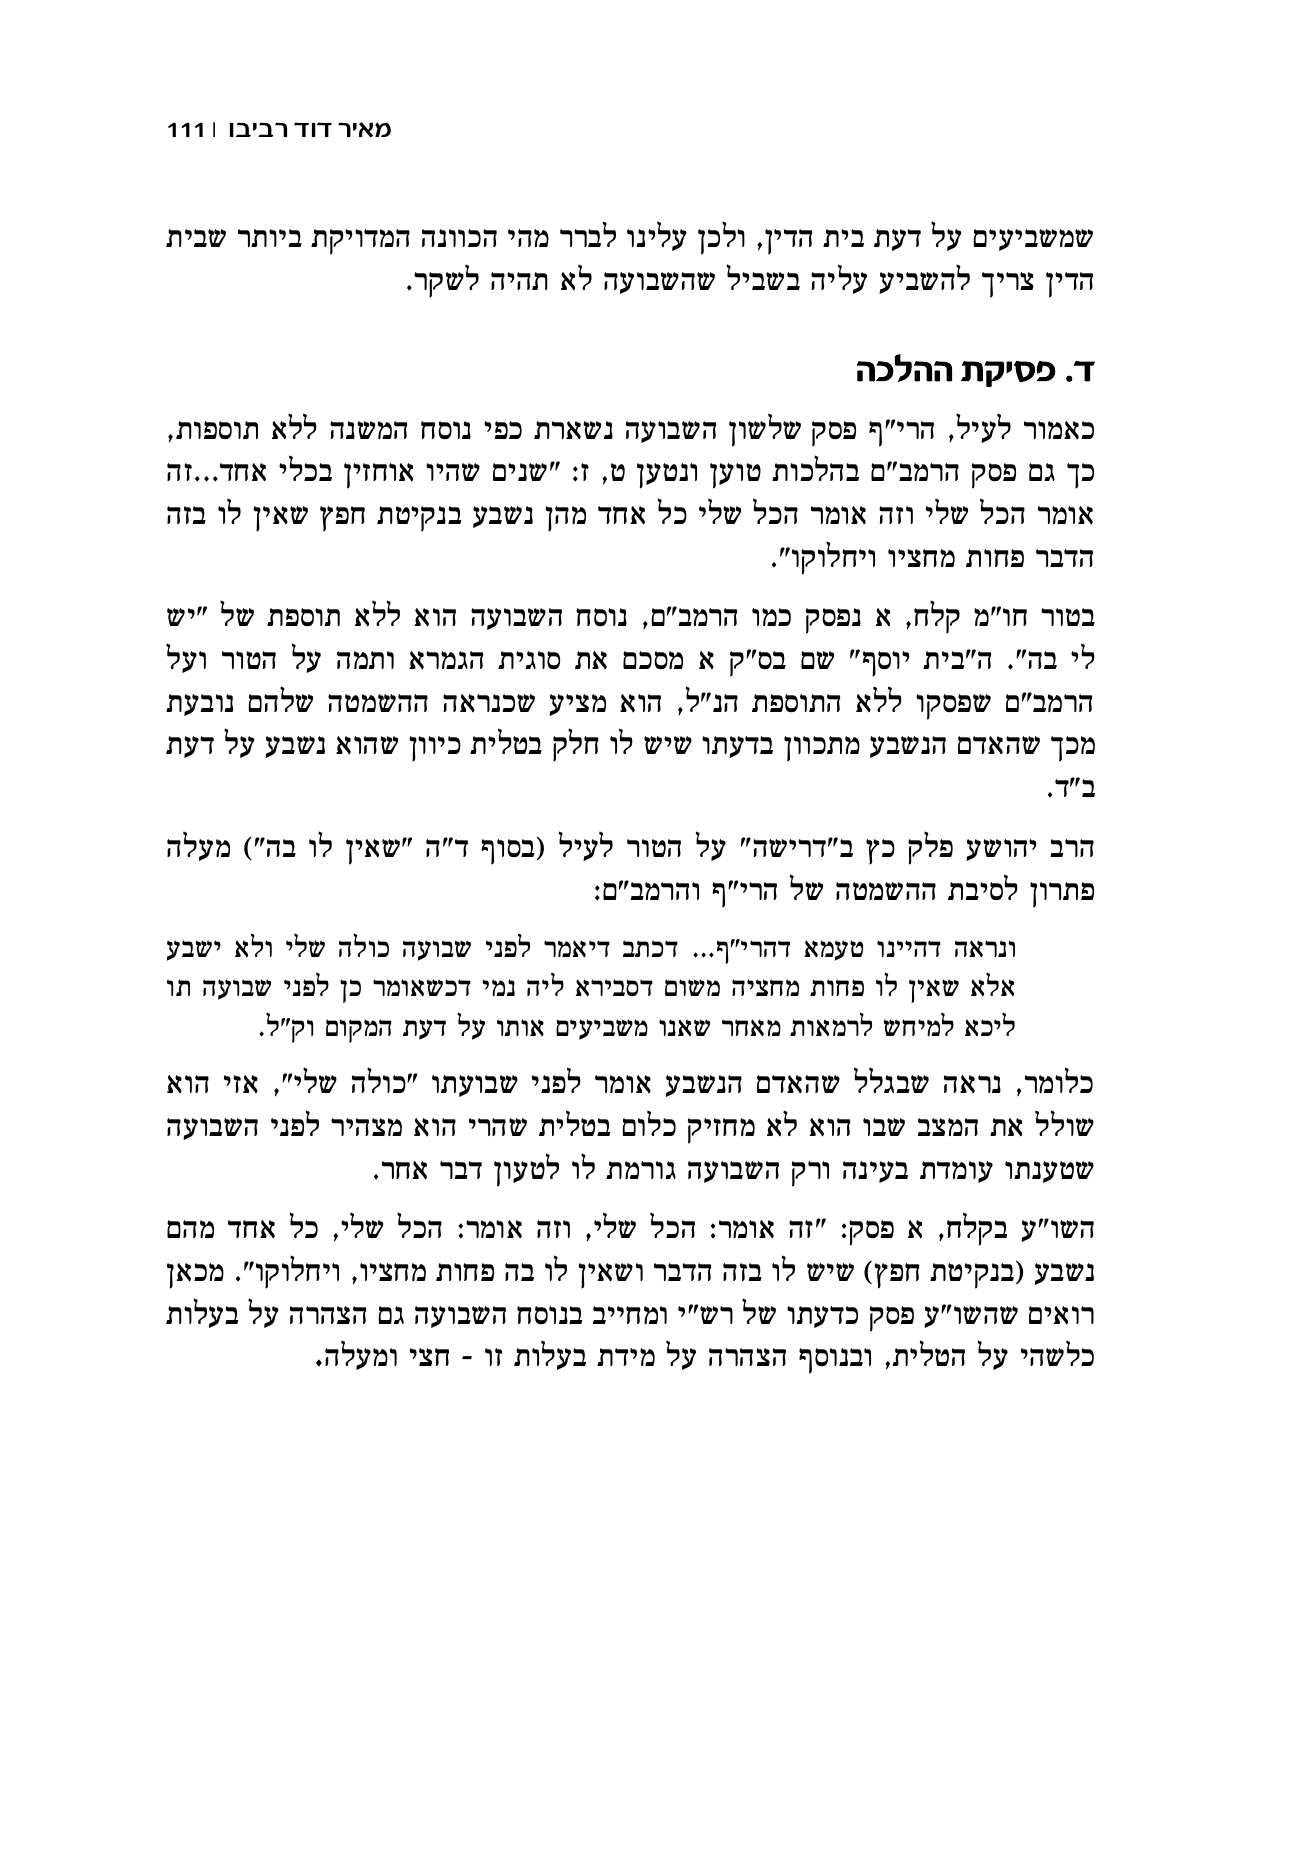 מאיר דוד רביבו | 111
שמשביעים על דעת בית הדין, ולכן עלינו לברר מהי הכוונה המדויקת ביותר שבית
הדין צריך להשביע עליה בשביל שהשבועה לא תהיה לשקר.
ד. פסיקת ההלכה
כאמור לעיל, הרי"ף פסק שלשון השבועה נשארת כפי נוסח המשנה ללא תוספות,
כך גם פסק הרמב"ם בהלכות טוען ונטען ט, ז: "שנים שהיו אוחזין בכלי אחד...זה
אומר הכל שלי וזה אומר הכל שלי כל אחד מהן נשבע בנקיטת חפץ שאין לו בזה
הדבר פחות מחציו ויחלוקו".
בטור חו"מ קלח, א נפסק כמו הרמב"ם, נוסח השבועה הוא ללא תוספת של "יש
לי בה". ה"בית יוסף" שם בס"ק א מסכם את סוגית הגמרא ותמה על הטור ועל
הרמב"ם שפסקו ללא התוספת הנ"ל, הוא מציע שכנראה ההשמטה שלהם נובעת
מכך שהאדם הנשבע מתכוון בדעתו שיש לו חלק בטלית כיוון שהוא נשבע על דעת
ב"ד.
הרב יהושע פלק כץ ב"דרישה" על הטור לעיל (בסוף ד"ה "שאין לו בה") מעלה
פתרון לסיבת ההשמטה של הרי"ף והרמב"ם:
ונראה דהיינו טעמא דהרי"ף... דכתב דיאמר לפני שבועה כולה שלי ולא ישבע
אלא שאין לו פחות מחציה משום דסבירא ליה נמי דכשאומר כן לפני שבועה תו
ליכא למיחש לרמאות מאחר שאנו משביעים אותו על דעת המקום וק"ל.
כלומר, נראה שבגלל שהאדם הנשבע אומר לפני שבועתו "כולה שלי", אזי הוא
שולל את המצב שבו הוא לא מחזיק כלום בטלית שהרי הוא מצהיר לפני השבועה
שטענתו עומדת בעינה ורק השבועה גורמת לו לטעון דבר אחר.
השו"ע בקלח, א פסק: "זה אומר: הכל שלי, וזה אומר: הכל שלי, כל אחד מהם
נשבע (בנקיטת חפץ) שיש לו בזה הדבר ושאין לו בה פחות מחציו, ויחלוקו". מכאן
רואים שהשו"ע פסק כדעתו של רש"י ומחייב בנוסח השבועה גם הצהרה על בעלות
כלשהי על הטלית, ובנוסף הצהרה על מידת בעלות זו - חצי ומעלה.